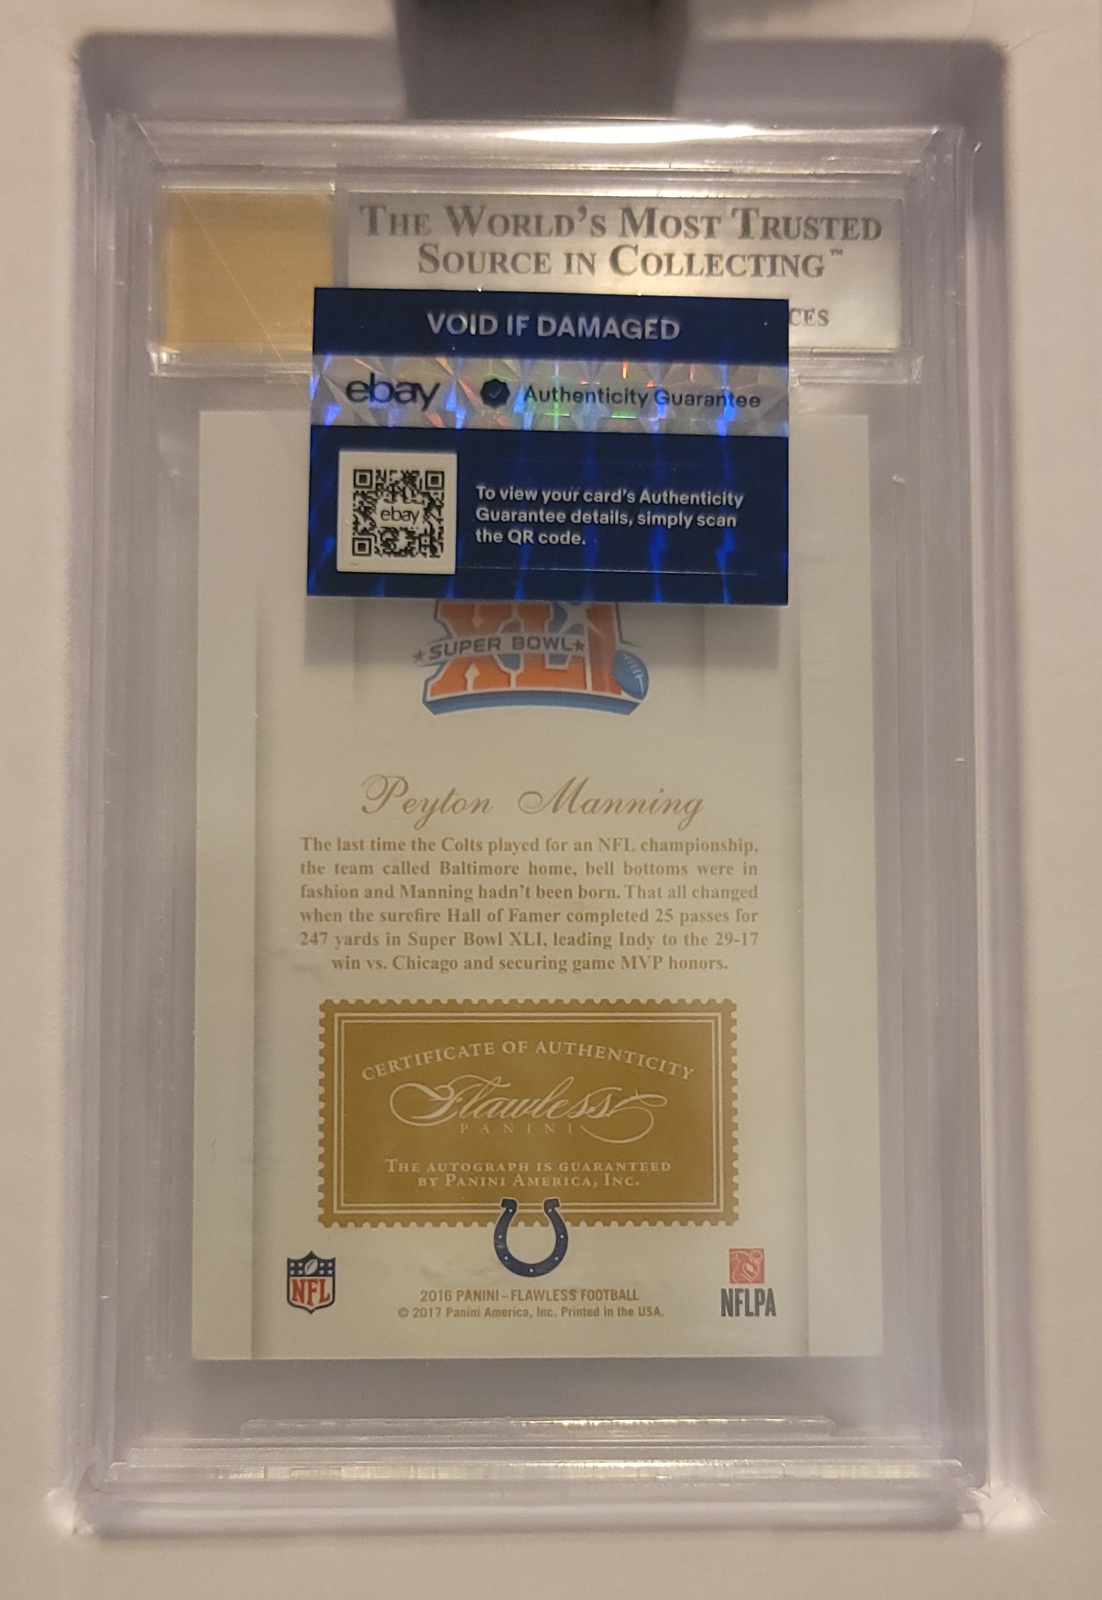 THE WORLD'S MOST TRUSTED
SOURCE IN COLLECTING™
CES
VOID IF DAMAGED
ebay Authenticity Guarantee
ebay
To view your card's Authenticity
Guarantee details, simply scan
the QR code.
XLI
SUPER BOWL
Peyton Manning
The last time the Colts played for an NFL championship,
the team called Baltimore home, bell bottoms were in
fashion and Manning hadn't been born. That all changed
when the surefire Hall of Famer completed 25 passes for
247 yards in Super Bowl XLI, leading Indy to the 29-17
win vs. Chicago and securing game MVP honors.
CERTIFICATE OF AUTHENTICITY
Flawless
PANINI
THE AUTOGRAPH IS GUARANTEED
BY PANINI AMERICA, INC.
NFL
2016 PANINI – FLAWLESS FOOTBALL
© 2017 Panini America, Inc. Printed in the USA.
NFLPA